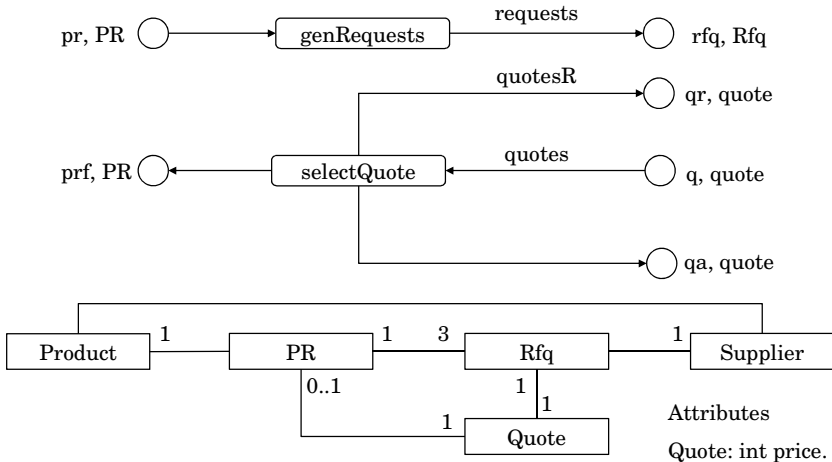 requests
pr, PR genRequests rfq, Rfq
quotesR
qr, quote
quotes
prf, PR selectQuote q, quote
qa, quote
1 1 3 1
Product PR Rfq Supplier
0..1 1
1 1
Quote
Attributes
Quote: int price.